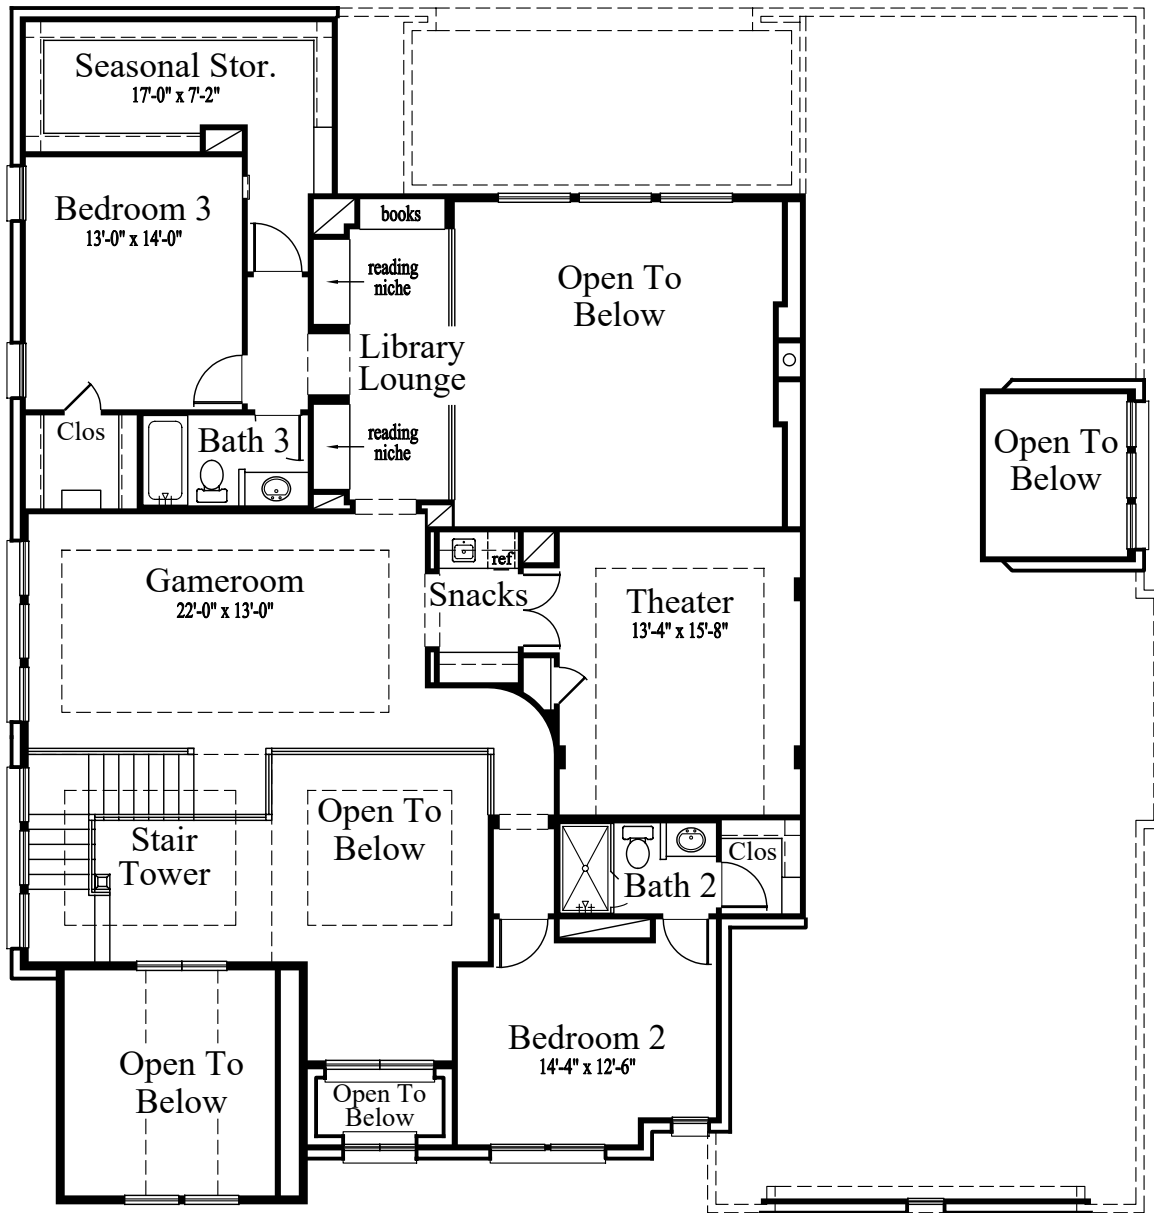 Seasonal Stor.
17'-0" x 7'-2"
Bedroom 3
13'-0" x 14'-0"
books
reading
niche
Open To
Below
Library
Lounge
Clos
Bath 3
reading
niche
Open To
Below
Gameroom
22'-0" x 13'-0"
ref
Snacks
Theater
13'-4" x 15'-8"
Stair
Tower
Open To
Below
Clos
Bath 2
Bedroom 2
14'-4" x 12'-6"
Open To
Below
Open To
Below